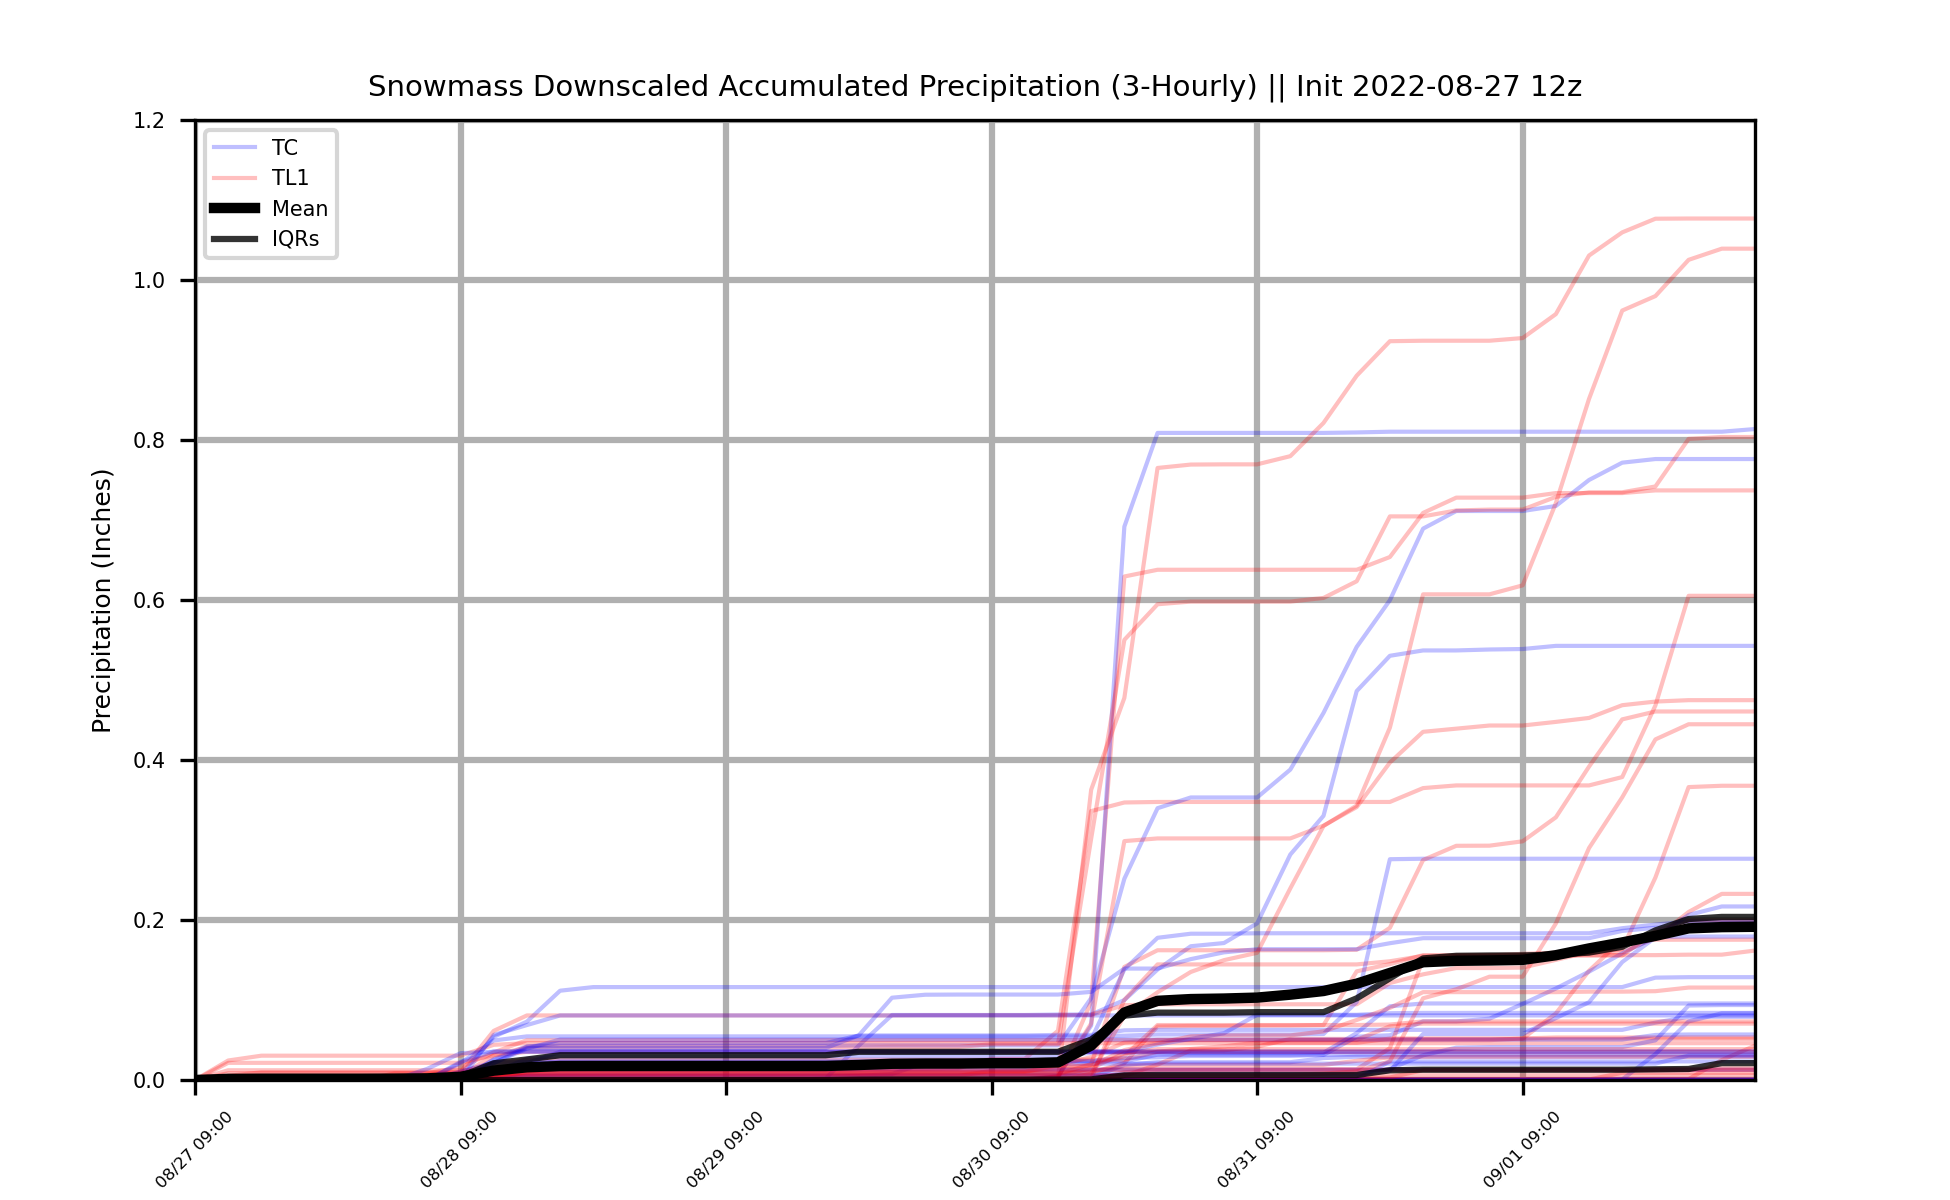 Snowmass Downscaled Accumulated Precipitation (3-Hourly) || Init 2022-08-27 12z
TC
TL1
Mean
IQRs
Precipitation (Inches)
1.2
1.0
0.8
0.6
0.4
0.2
0.0
08/27 09:00
08/28 09:00
08/29 09:00
08/30 09:00
08/31 09:00
09/01 09:00